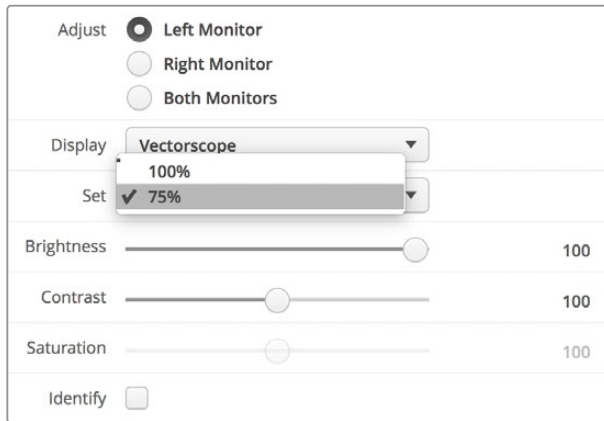 Adjust Left Monitor
Right Monitor
Both Monitors
Display Vectorscope
100%
Set ✔ 75%
Brightness 100
Contrast 100
Saturation 100
Identify